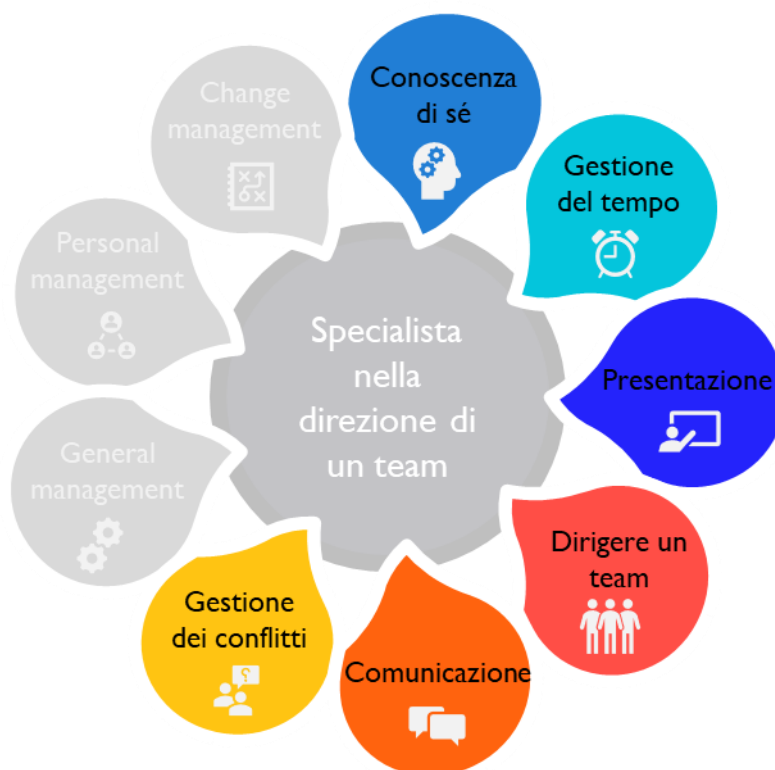 Conoscenza
di sé
Gestione
del tempo
Presentazione
Dirigere un
team
Comunicazione
Gestione
dei conflitti
General
management
Personal
management
Change
management
Specialista
nella
direzione di
un team
?